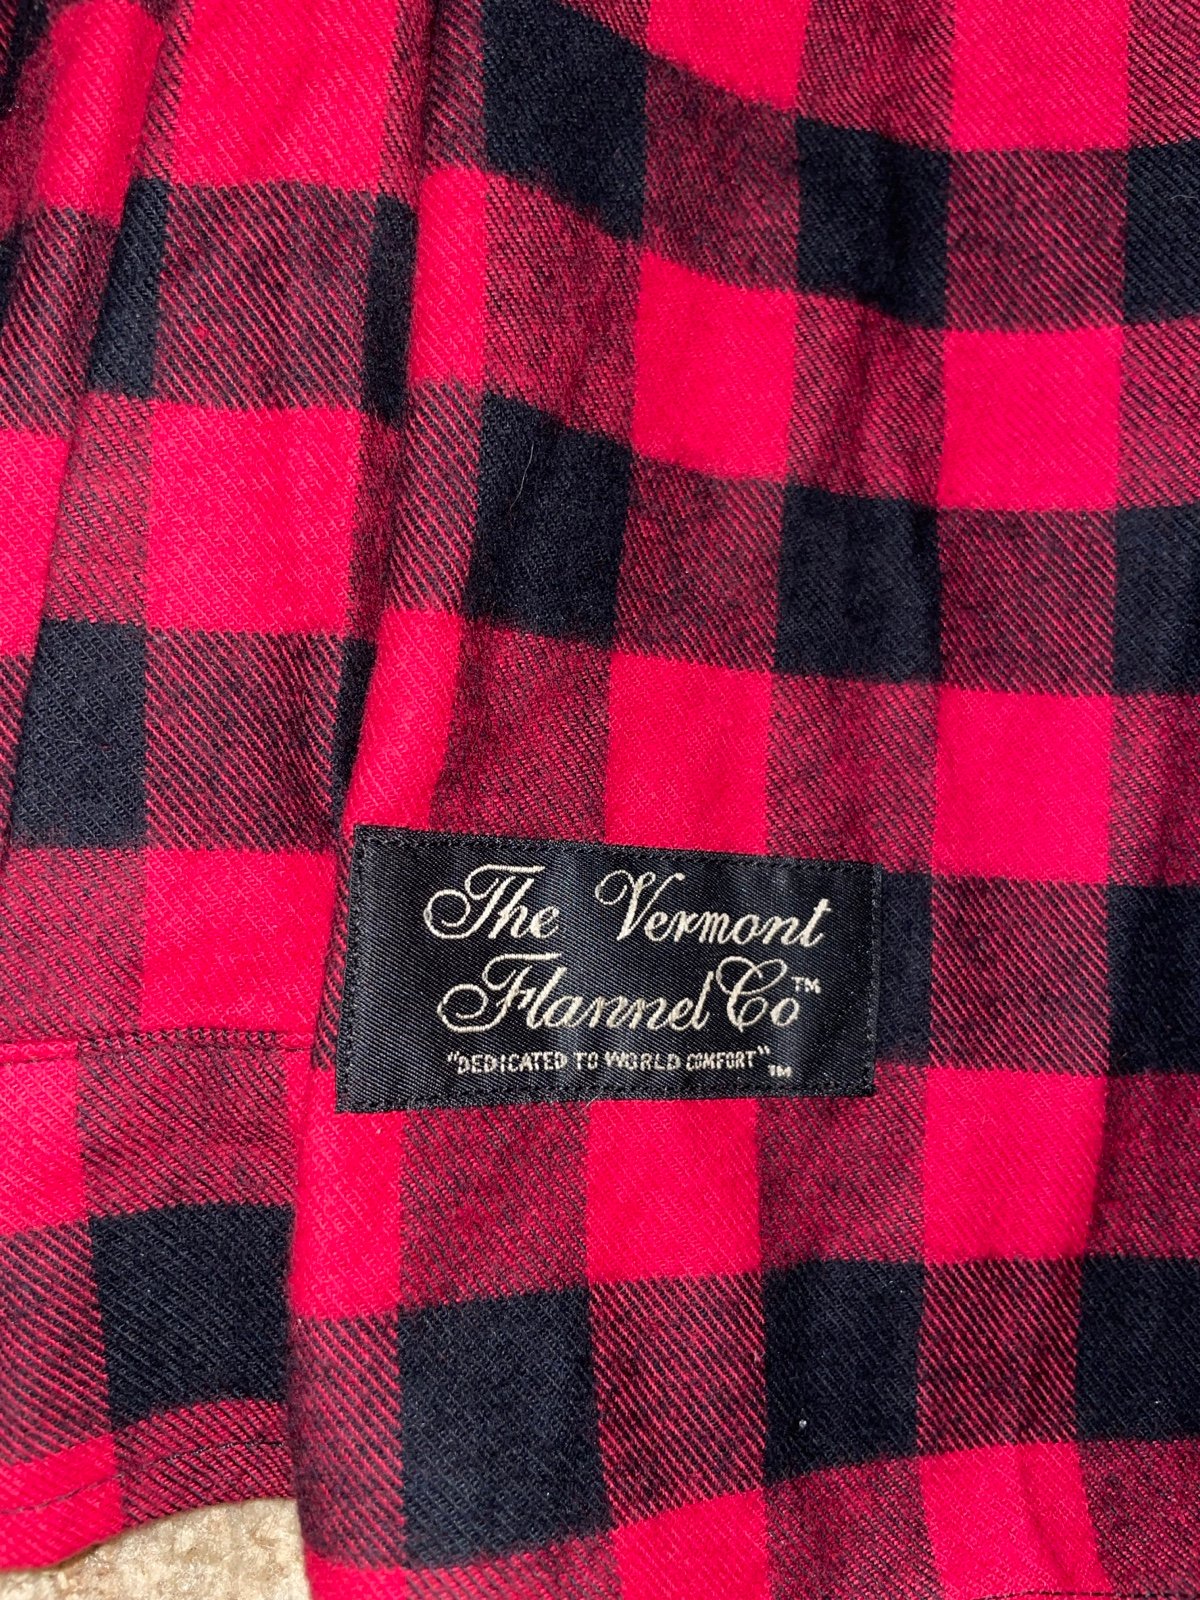 The Vermont
Flannel Co™
"DEDICATED TO WORLD COMFORT"™